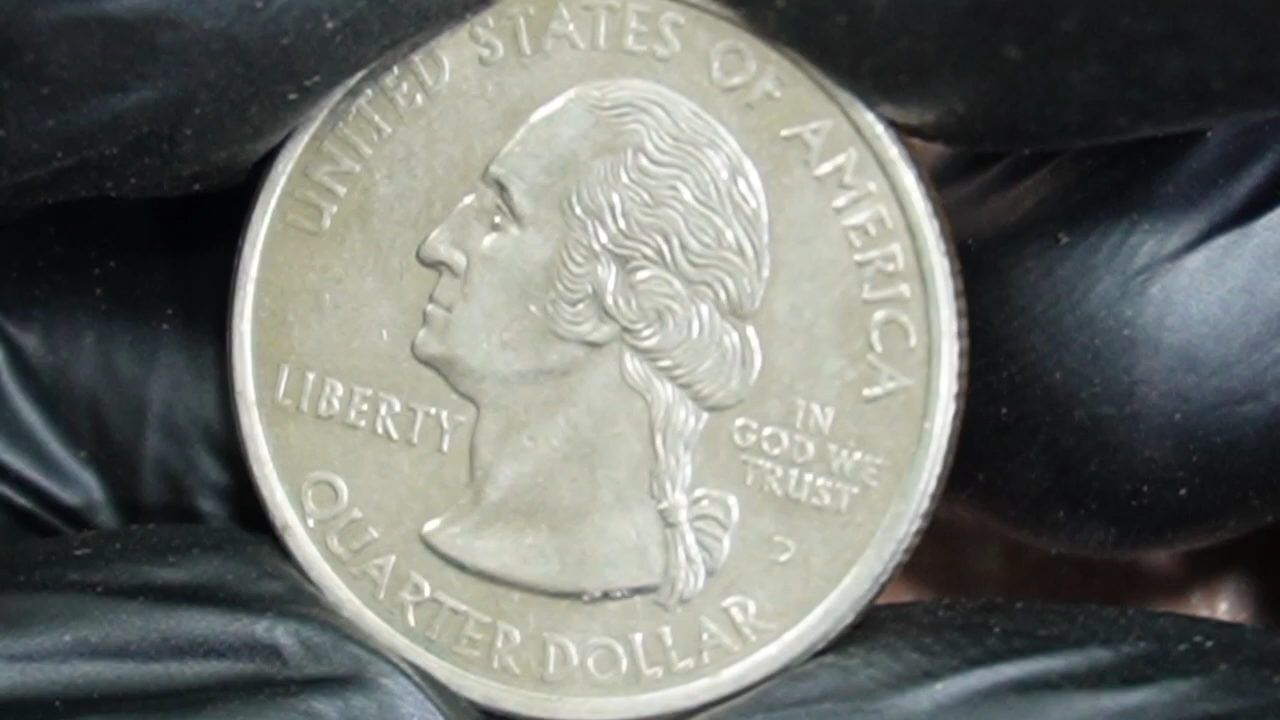 UNITED STATES OF AMERICA
LIBERTY
IN
GOD WE
TRUST
D
QUARTER DOLLAR